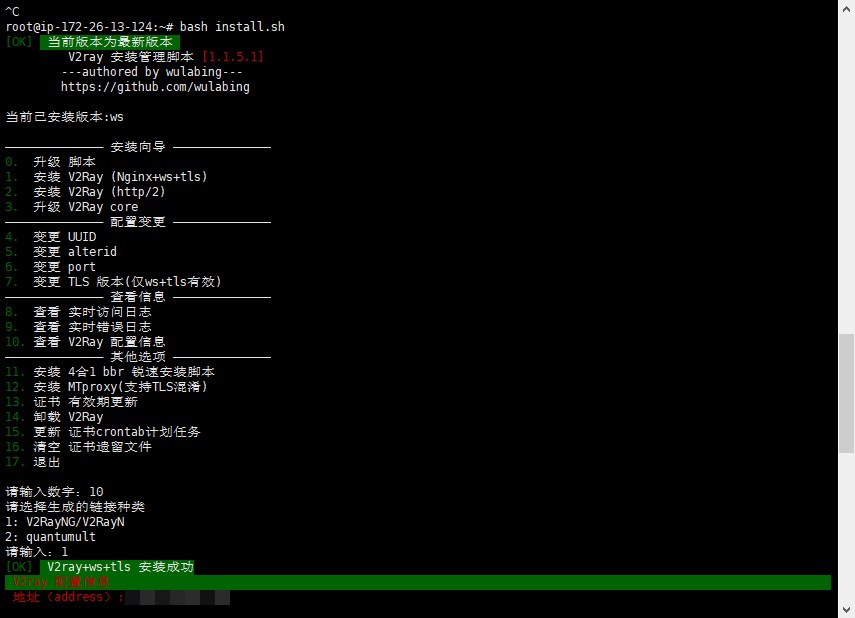 ^C
root@ip-172-26-13-124:~# bash install.sh
[OK] 当前版本为最新版本
V2ray 安装管理脚本 [1.1.5.1]
---authored by wulabing---
https://github.com/wulabing
当前已安装版本:ws
—————————————— 安装向导 ——————————————
0. 升级 脚本
1. 安装 V2Ray (Nginx+ws+tls)
2. 安装 V2Ray (http/2)
3. 升级 V2Ray core
—————————————— 配置变更 ——————————————
4. 变更 UUID
5. 变更 alterid
6. 变更 port
7. 变更 TLS 版本(仅ws+tls有效)
—————————————— 查看信息 ——————————————
8. 查看 实时访问日志
9. 查看 实时错误日志
10. 查看 V2Ray 配置信息
—————————————— 其他选项 ——————————————
11. 安装 4合1 bbr 锐速安装脚本
12. 安装 MTproxy(支持TLS混淆)
13. 证书 有效期更新
14. 卸载 V2Ray
15. 更新 证书crontab计划任务
16. 清空 证书遗留文件
17. 退出
请输入数字：10
请选择生成的链接种类
1: V2RayNG/V2RayN
2: quantumult
请输入：1
[OK] V2ray+ws+tls 安装成功
V2ray 配置信息
地址（address）: